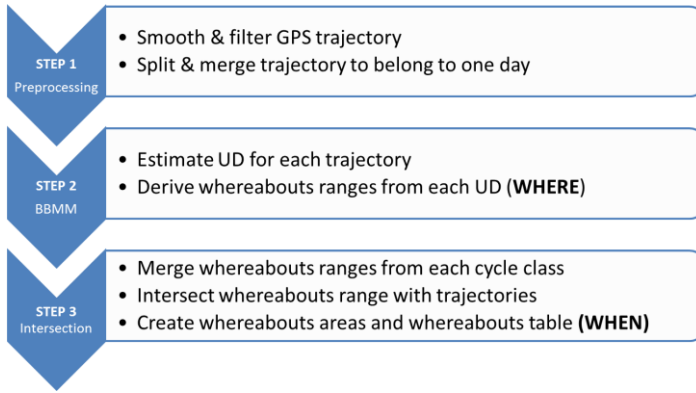 STEP 1
Preprocessing
• Smooth & filter GPS trajectory
• Split & merge trajectory to belong to one day
STEP 2
BBMM
• Estimate UD for each trajectory
• Derive whereabouts ranges from each UD (WHERE)
STEP 3
Intersection
• Merge whereabouts ranges from each cycle class
• Intersect whereabouts range with trajectories
• Create whereabouts areas and whereabouts table (WHEN)